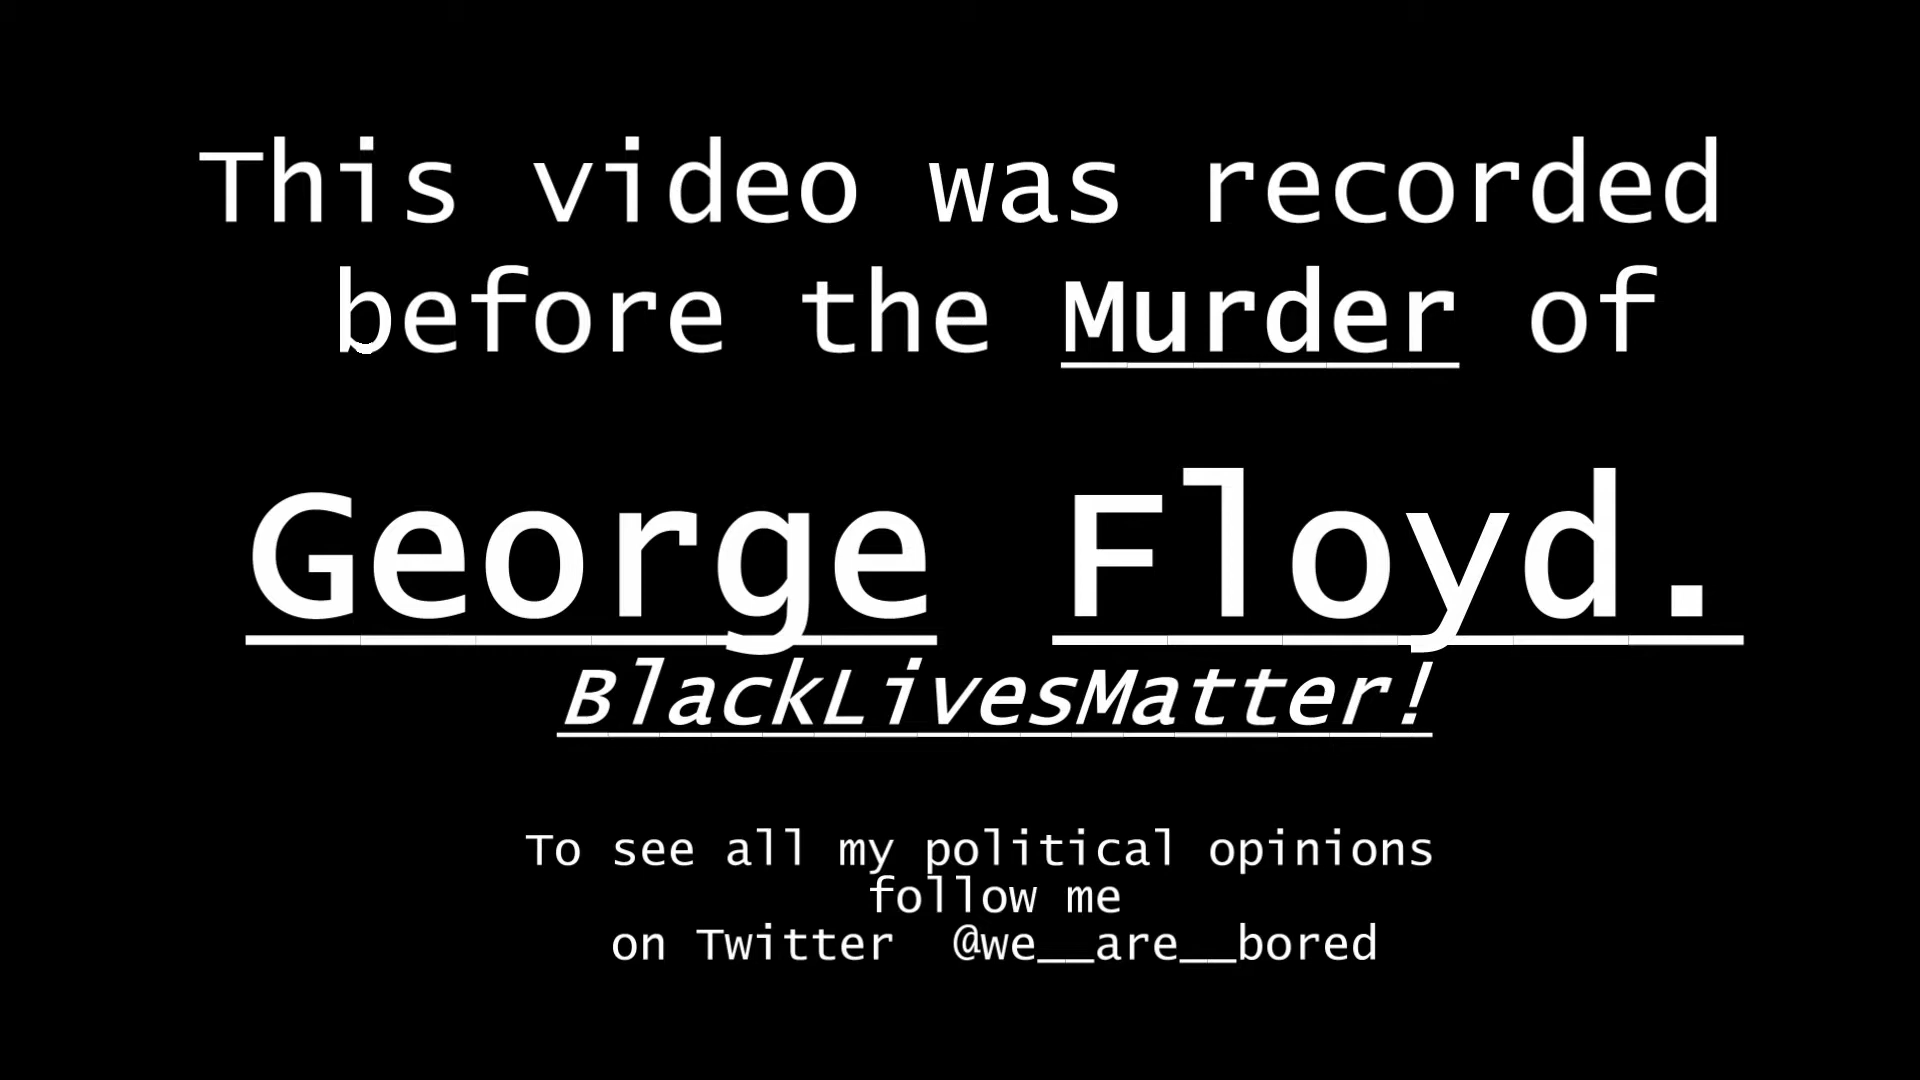 This video was recorded
before the Murder of
George Floyd.
BlackLivesMatter!
To see all my political opinions
follow me
on Twitter @we__are__bored